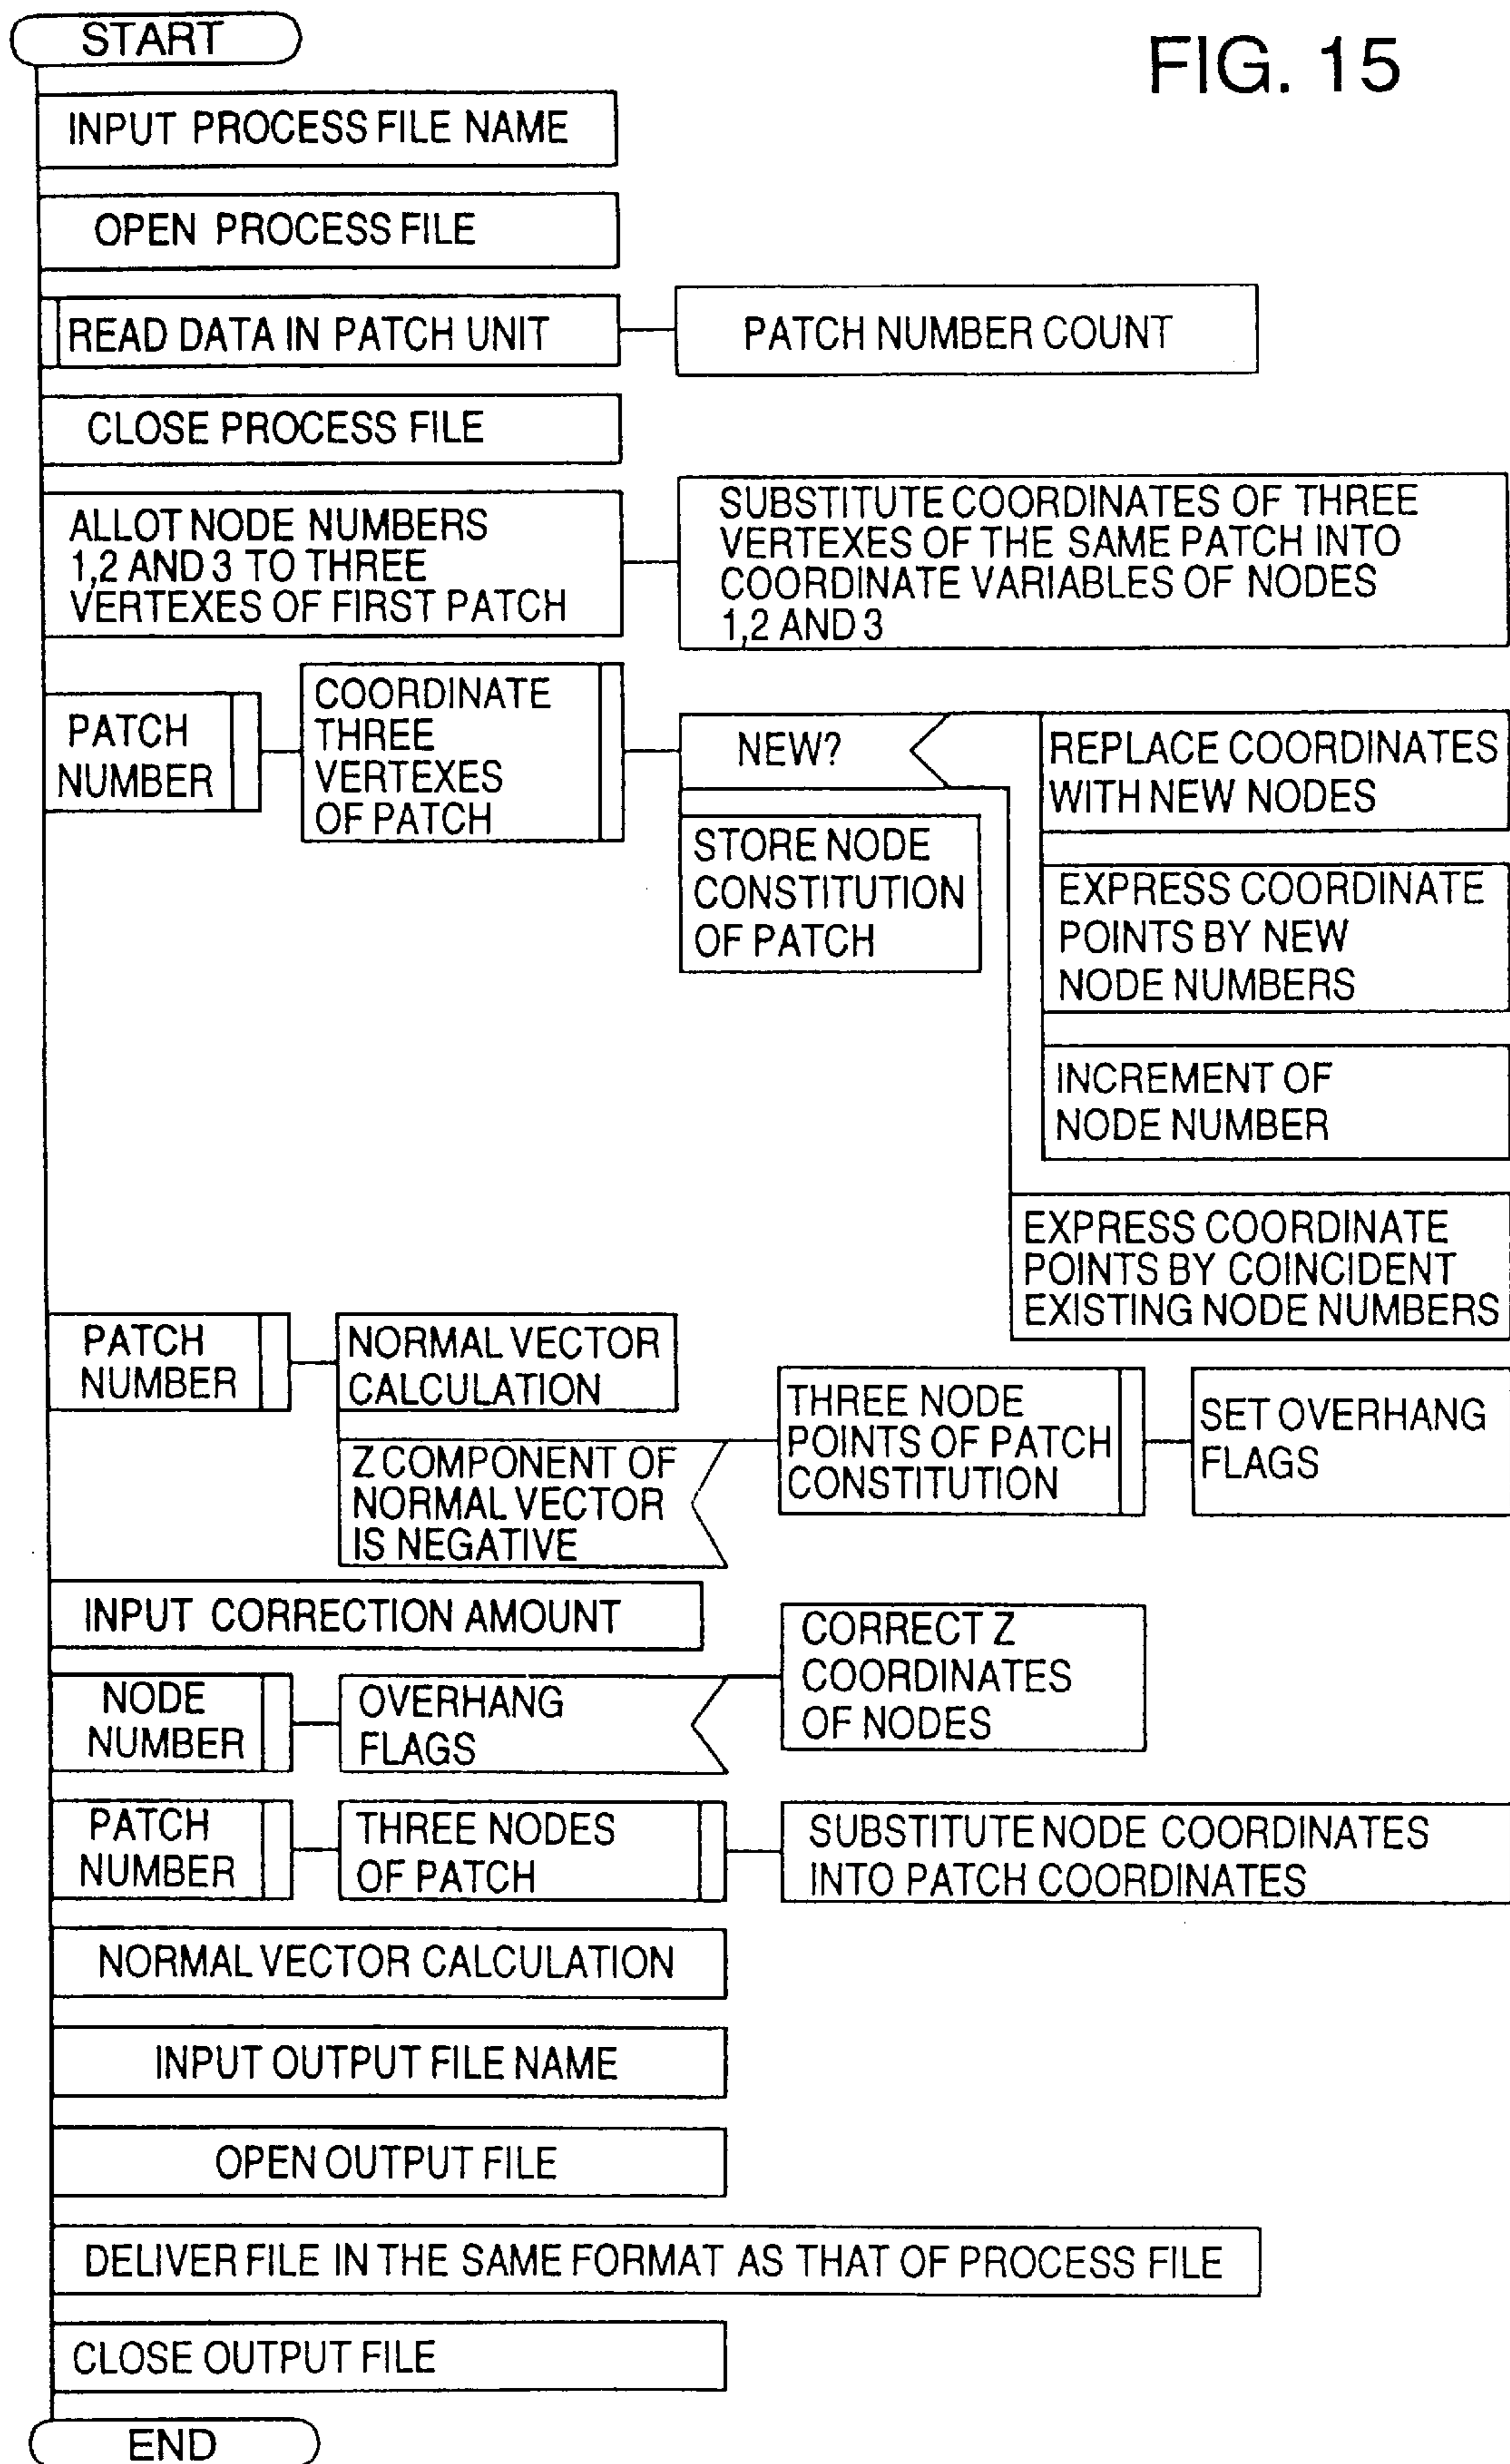 START
FIG. 15
INPUT PROCESS FILE NAME
OPEN PROCESS FILE
READ DATA IN PATCH UNIT
PATCH NUMBER COUNT
CLOSE PROCESS FILE
ALLOT NODE NUMBERS
1,2 AND 3 TO THREE
VERTEXES OF FIRST PATCH
SUBSTITUTE COORDINATES OF THREE
VERTEXES OF THE SAME PATCH INTO
COORDINATE VARIABLES OF NODES
1,2 AND 3
PATCH
NUMBER
COORDINATE
THREE
VERTEXES
OF PATCH
NEW?
STORE NODE
CONSTITUTION
OF PATCH
REPLACE COORDINATES
WITH NEW NODES
EXPRESS COORDINATE
POINTS BY NEW
NODE NUMBERS
INCREMENT OF
NODE NUMBER
EXPRESS COORDINATE
POINTS BY COINCIDENT
EXISTING NODE NUMBERS
PATCH
NUMBER
NORMAL VECTOR
CALCULATION
Z COMPONENT OF
NORMAL VECTOR
IS NEGATIVE
THREE NODE
POINTS OF PATCH
CONSTITUTION
SET OVERHANG
FLAGS
INPUT CORRECTION AMOUNT
NODE
NUMBER
OVERHANG
FLAGS
CORRECT Z
COORDINATES
OF NODES
PATCH
NUMBER
THREE NODES
OF PATCH
SUBSTITUTE NODE COORDINATES
INTO PATCH COORDINATES
NORMAL VECTOR CALCULATION
INPUT OUTPUT FILE NAME
OPEN OUTPUT FILE
DELIVER FILE IN THE SAME FORMAT AS THAT OF PROCESS FILE
CLOSE OUTPUT FILE
END